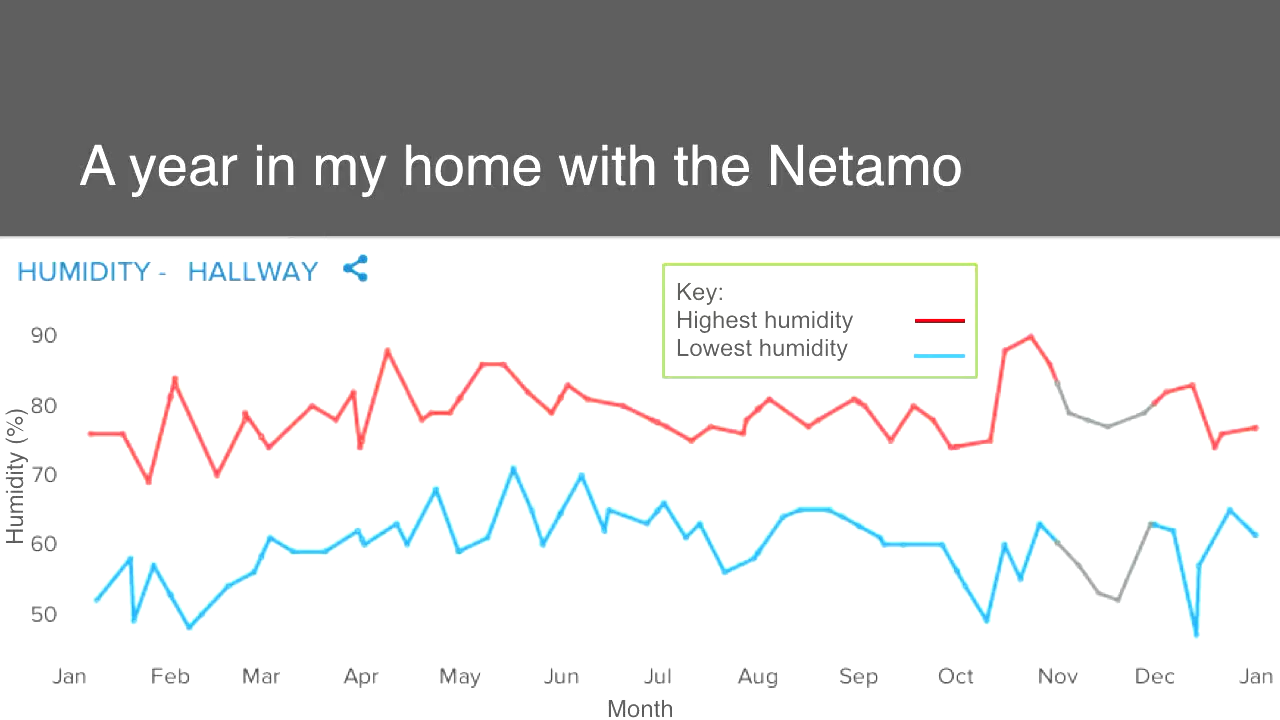 A year in my home with the Netamo
HUMIDITY - HALLWAY
Key:
Highest humidity
Lowest humidity
90
80
70
60
50
Humidity (%)
Jan Feb Mar Apr May Jun Jul Aug Sep Oct Nov Dec Jan
Month